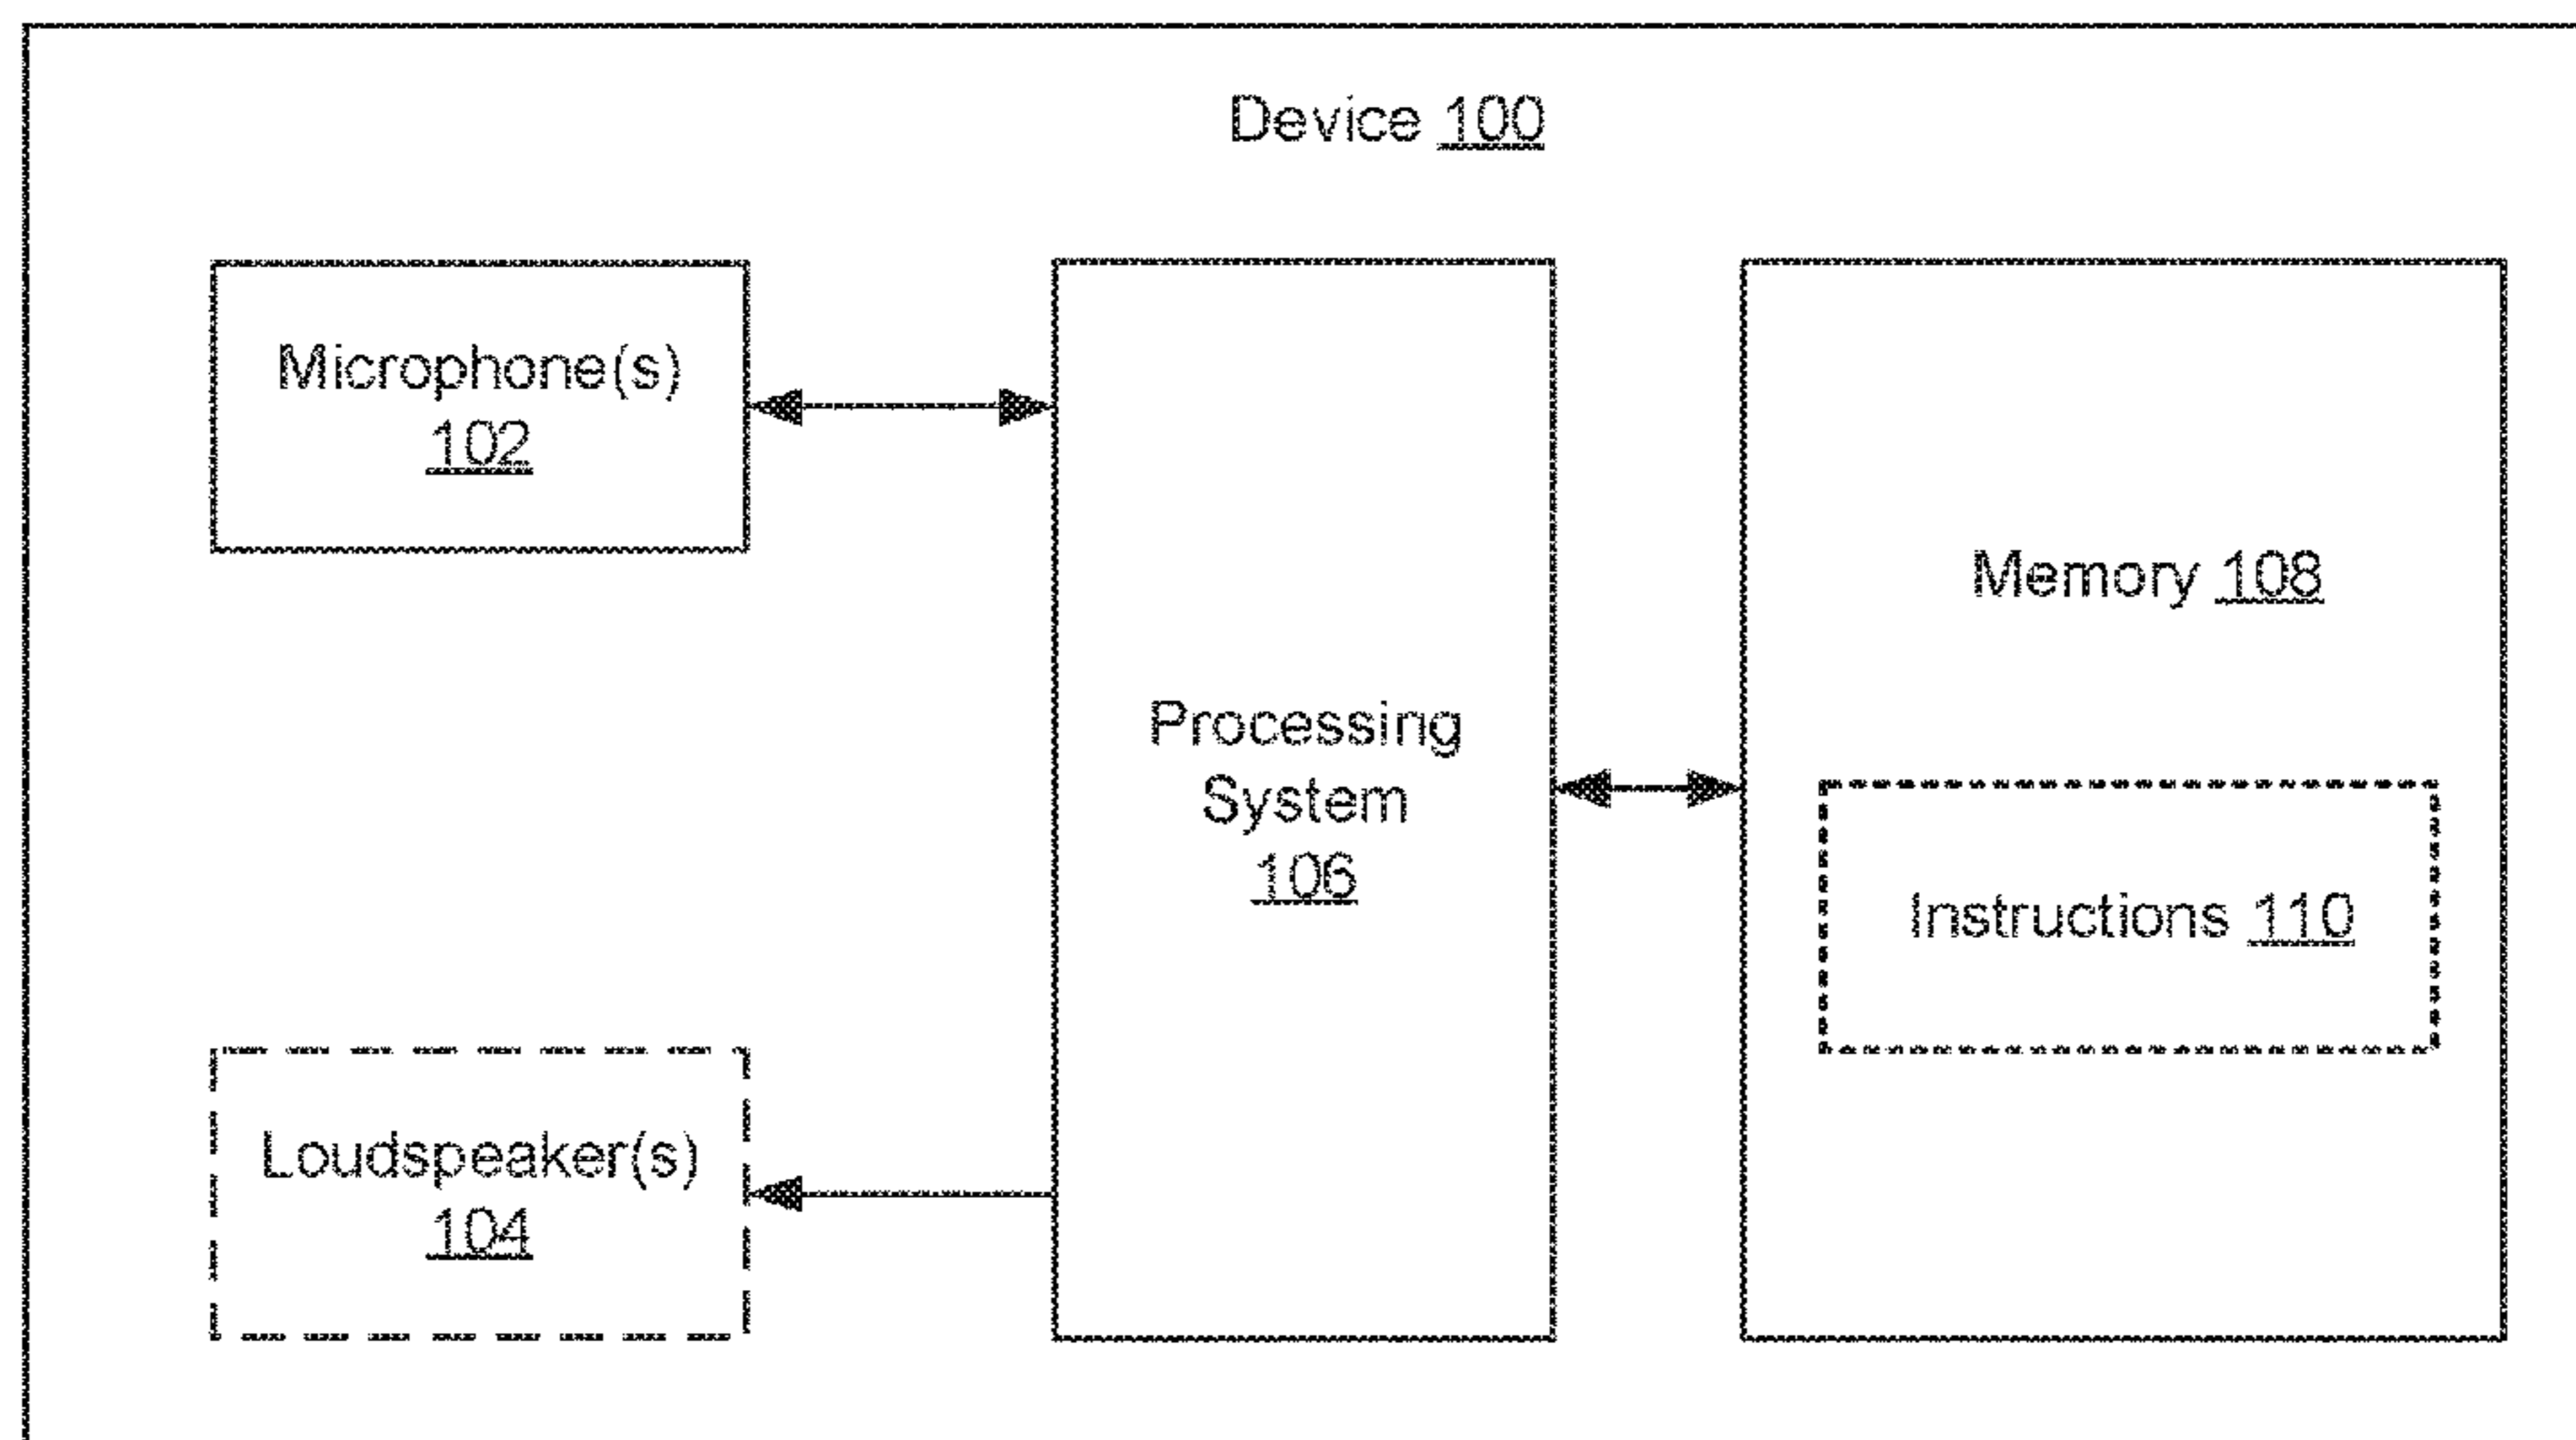 Device 100
Microphone(s)
102
Processing
System
106
Memory 108
Instructions 110
Loudspeaker(s)
104